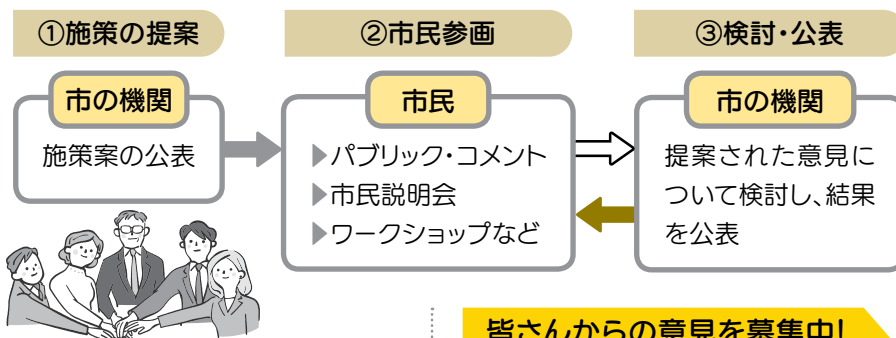 ①施策の提案
②市民参画
③検討・公表
市の機関
施策案の公表
市民
▶パブリック・コメント
▶市民説明会
▶ワークショップなど
市の機関
提案された意見に
ついて検討し、結果
を公表
皆さんからの意見を募集中!